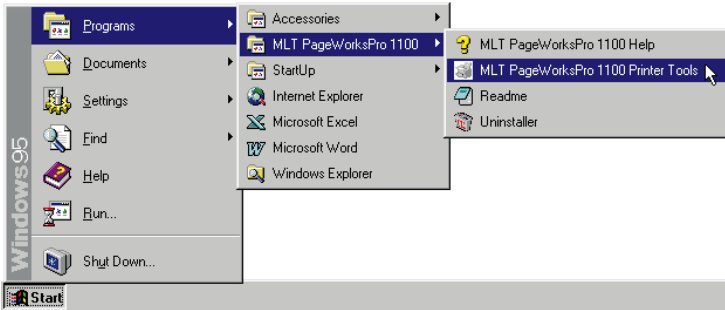 Programs
Documents
Settings
Find
Help
Run...
Shut Down...
Windows95
Start
Accessories
MLT PageWorksPro 1100
StartUp
Internet Explorer
Microsoft Excel
Microsoft Word
Windows Explorer
MLT PageWorksPro 1100 Help
MLT PageWorksPro 1100 Printer Tools
Readme
Uninstaller